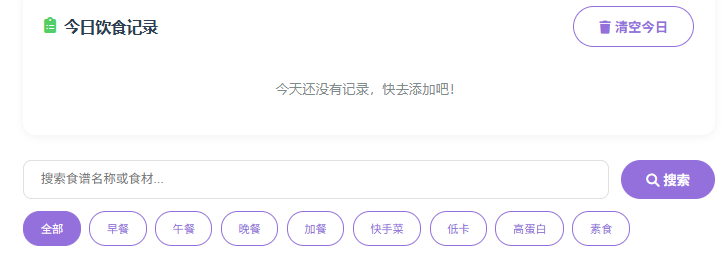 今日饮食记录
清空今日
今天还没有记录，快去添加吧！
搜索食谱名称或食材...
搜索
全部 早餐 午餐 晚餐 加餐 快手菜 低卡 高蛋白 素食